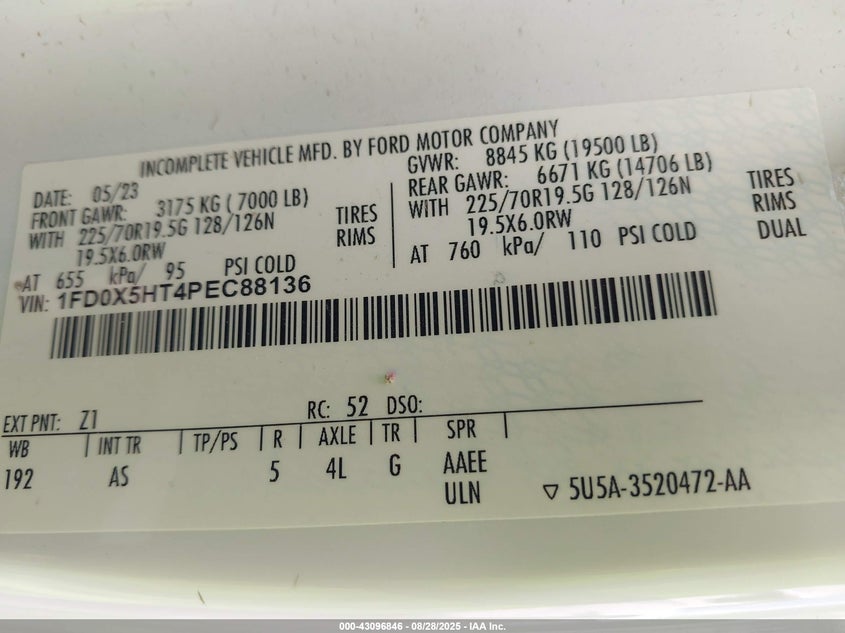 INCOMPLETE VEHICLE MFD. BY FORD MOTOR COMPANY
DATE: 05/23
FRONT GAWR: 3175 KG ( 7000 LB)
WITH 225/70R19.5G 128/126N TIRES
19.5X6.0RW RIMS
AT 655 kPa/ 95 PSI COLD
GVWR: 8845 KG (19500 LB)
REAR GAWR: 6671 KG (14706 LB)
WITH 225/70R19.5G 128/126N TIRES
19.5X6.0RW RIMS
AT 760 kPa/ 110 PSI COLD DUAL
VIN: 1FD0X5HT4PEC88136
EXT PNT: Z1 RC: 52 DSO:
WB INT TR TP/PS R AXLE TR SPR
192 AS 5 4L G AAEE
ULN
5U5A-3520472-AA
000-43096846 - 08/28/2025 - IAA Inc.